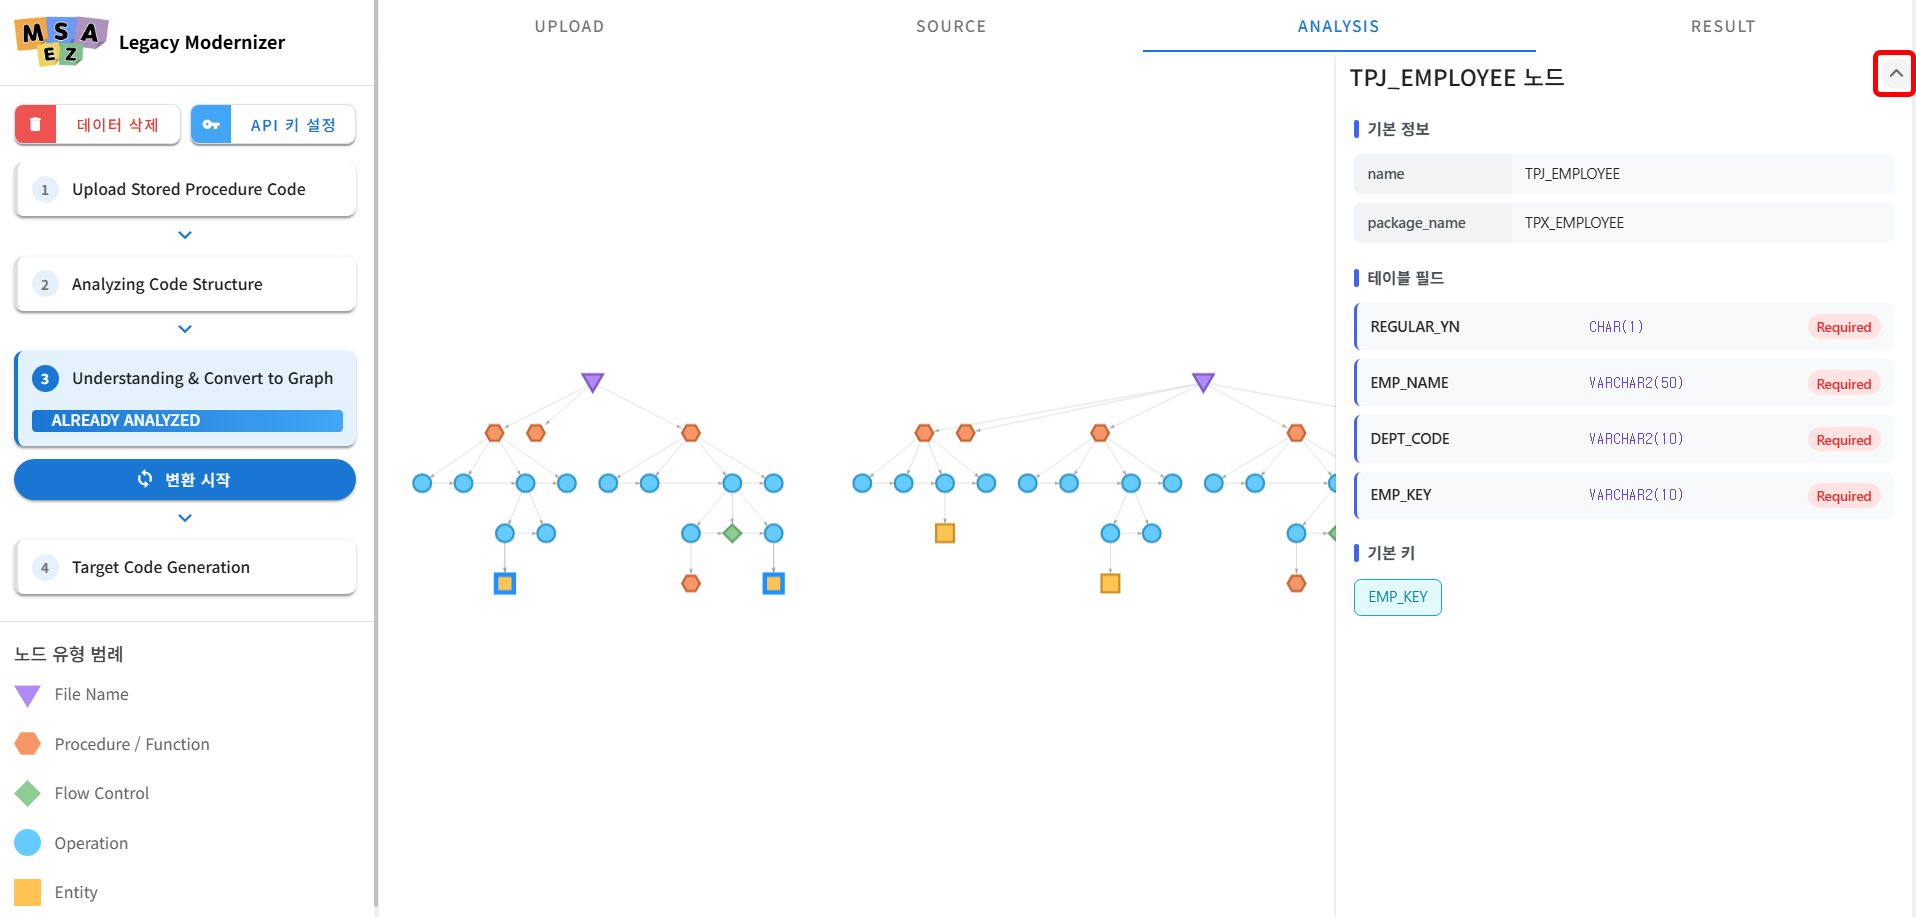 MSA
EZ
Legacy Modernizer
데이터 삭제
API 키 설정
1 Upload Stored Procedure Code
2 Analyzing Code Structure
3 Understanding & Convert to Graph
ALREADY ANALYZED
변환 시작
4 Target Code Generation
노드 유형 범례
File Name
Procedure / Function
Flow Control
Operation
Entity
UPLOAD
SOURCE
ANALYSIS
RESULT
TPJ_EMPLOYEE 노드
기본 정보
name TPJ_EMPLOYEE
package_name TPX_EMPLOYEE
테이블 필드
REGULAR_YN CHAR(1) Required
EMP_NAME VARCHAR2(50) Required
DEPT_CODE VARCHAR2(10) Required
EMP_KEY VARCHAR2(10) Required
기본 키
EMP_KEY